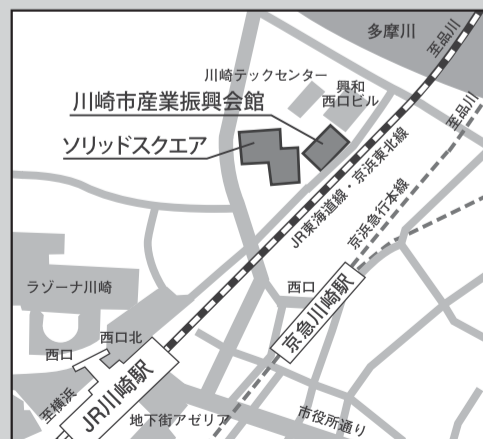 多摩川
至品川
川崎テックセンター
興和
西口ビル
川崎市産業振興会館
ソリッドスクエア
至品川
JR東海道線・京浜東北線
京浜急行本線
ラゾーナ川崎
西口
京急川崎駅
西口北
西口
至横浜
JR川崎駅
地下街アゼリア
市役所通り